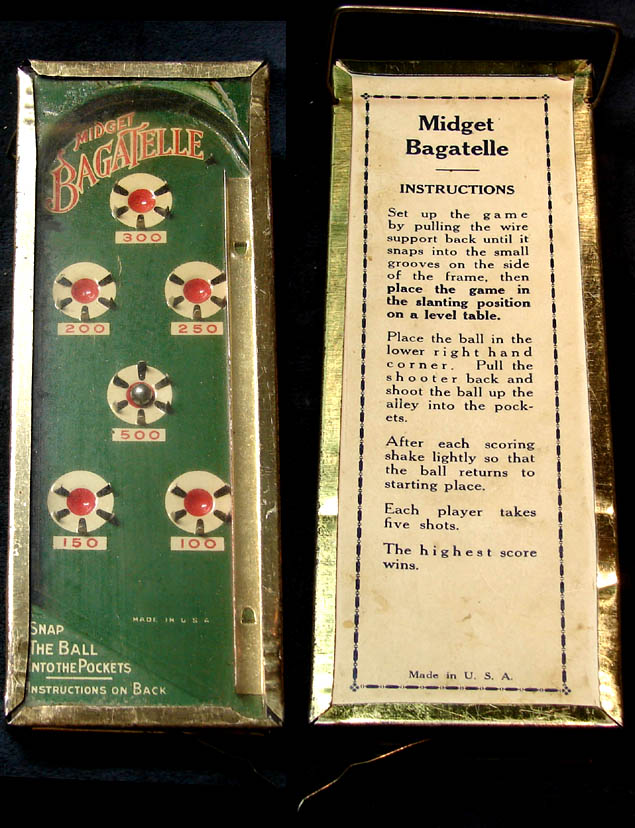 MIDGET
BAGATELLE
300
200
250
500
150
100
MADE IN U S A
SNAP
THE BALL
INTO THE POCKETS
INSTRUCTIONS ON BACK
Midget
Bagatelle
INSTRUCTIONS
Set up the game
by pulling the wire
support back until it
snaps into the small
grooves on the side
of the frame, then
place the game in
the slanting position
on a level table.
Place the ball in the
lower right hand
corner. Pull the
shooter back and
shoot the ball up the
alley into the pock-
ets.
After each scoring
shake lightly so that
the ball returns to
starting place.
Each player takes
five shots.
The highest score
wins.
Made in U. S. A.